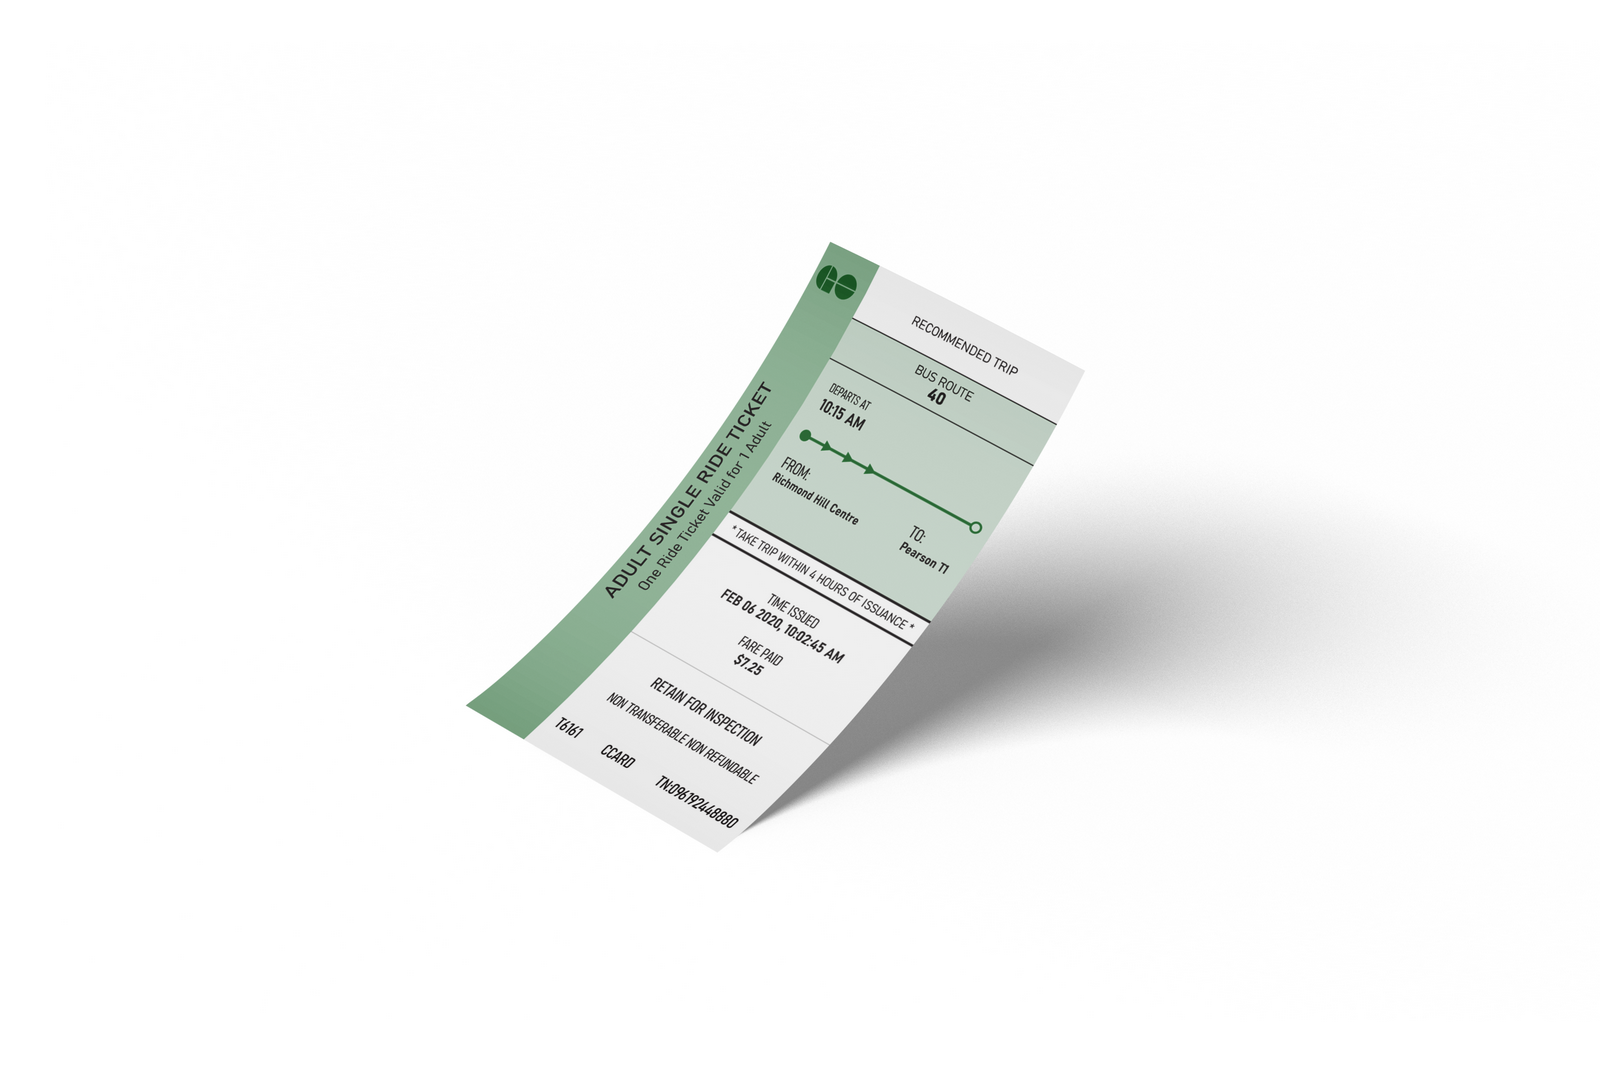 GO
ADULT SINGLE RIDE TICKET
One Ride Ticket Valid for 1 Adult
RECOMMENDED TRIP
BUS ROUTE
40
DEPARTS AT
10:15 AM
FROM:
Richmond Hill Centre
TO:
Pearson T1
*TAKE TRIP WITHIN 4 HOURS OF ISSUANCE *
TIME ISSUED
FEB 06 2020, 10:02:45 AM
FARE PAID
$7.25
RETAIN FOR INSPECTION
NON TRANSFERABLE NON REFUNDABLE
T6161 CCARD TN:096192448880